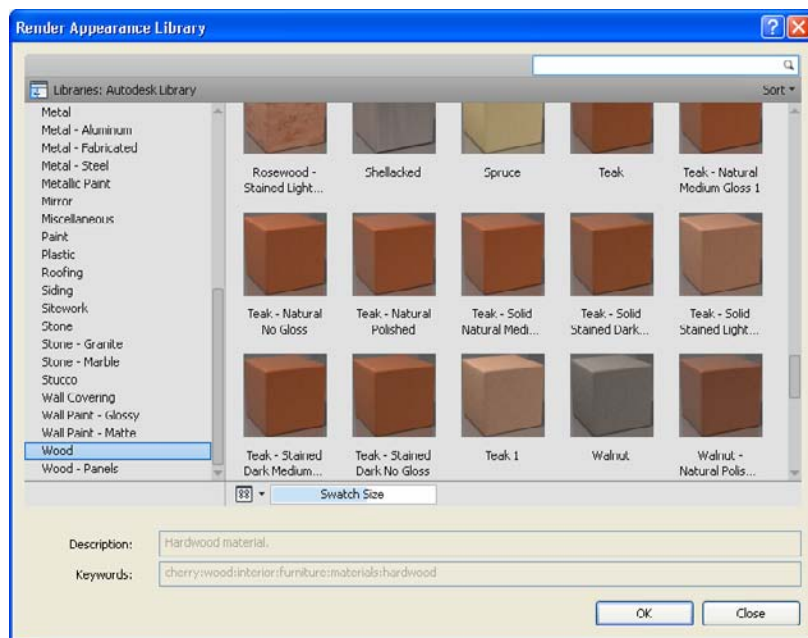 Render Appearance Library
Libraries: Autodesk Library
Sort
Metal
Metal - Aluminum
Metal - Fabricated
Metal - Steel
Metallic Paint
Mirror
Miscellaneous
Paint
Plastic
Roofing
Siding
Sitework
Stone
Stone - Granite
Stone - Marble
Stucco
Wall Covering
Wall Paint - Glossy
Wall Paint - Matte
Wood
Wood - Panels
Rosewood -
Stained Light...
Shellacked
Spruce
Teak
Teak - Natural
Medium Gloss 1
Teak - Natural
No Gloss
Teak - Natural
Polished
Teak - Solid
Natural Medi...
Teak - Solid
Stained Dark...
Teak - Solid
Stained Light...
Teak - Stained
Dark Medium...
Teak - Stained
Dark No Gloss
Teak 1
Walnut
Walnut -
Natural Polis...
Swatch Size
Description: Hardwood material.
Keywords: cherry:wood:interior:furniture:materials:hardwood
OK Close